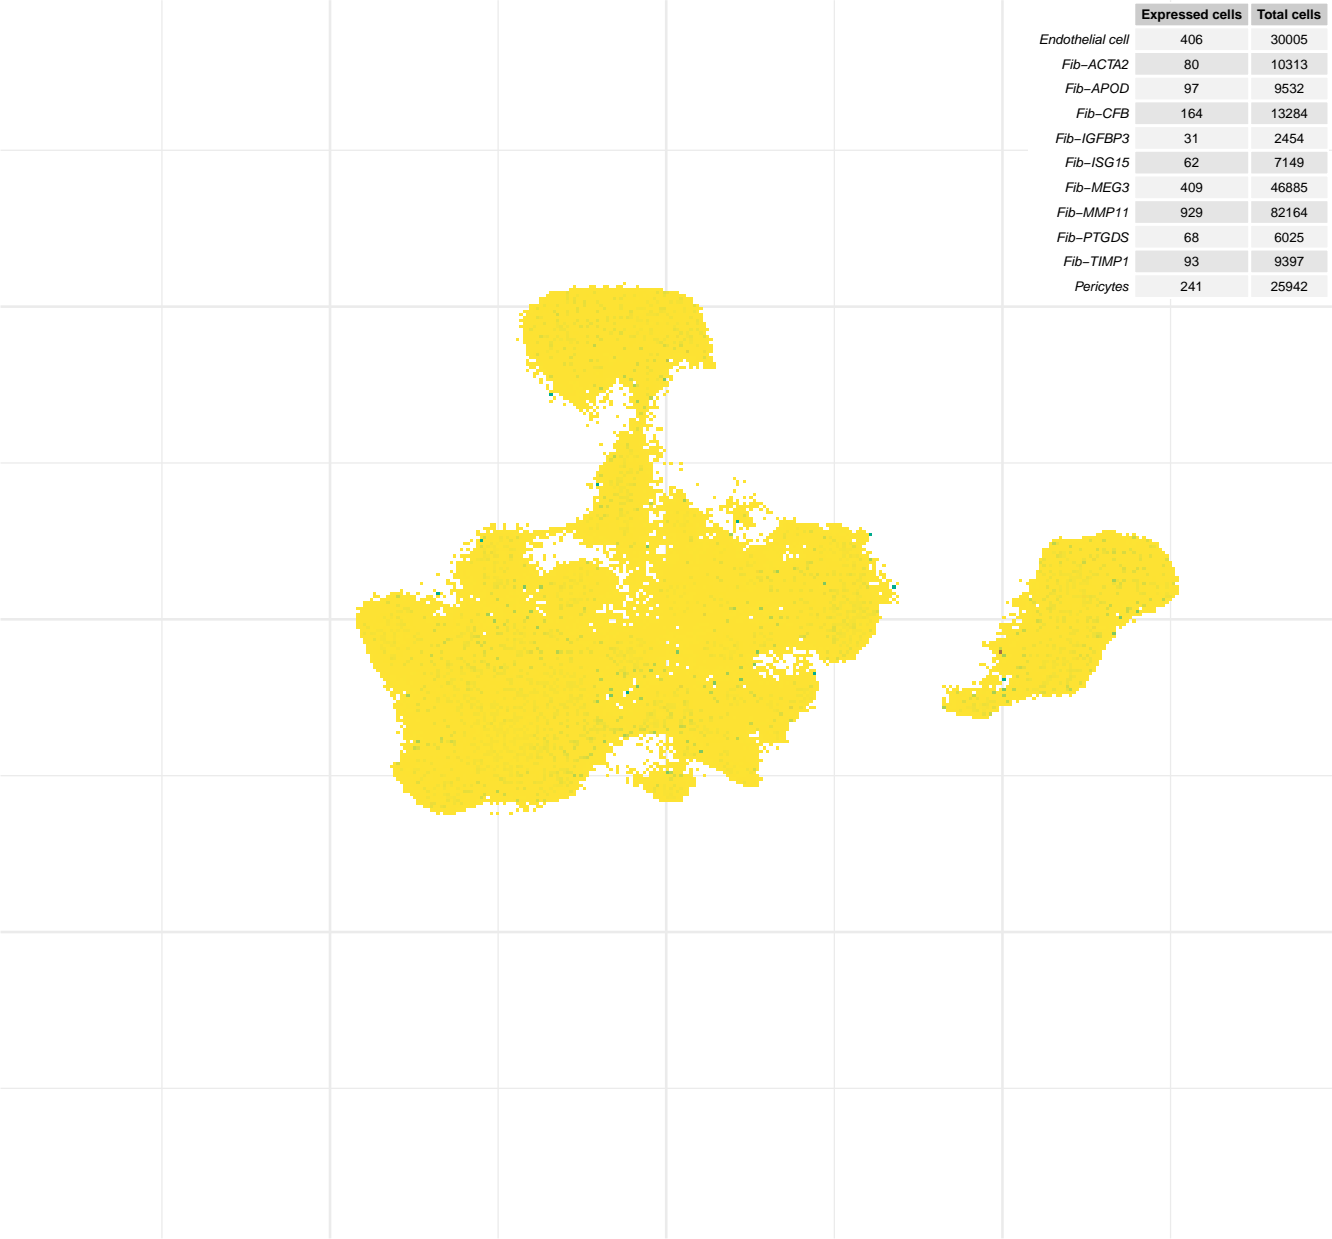 Expressed cells Total cells
Endothelial cell 406 30005
Fib−ACTA2 80 10313
Fib−APOD 97 9532
Fib−CFB 164 13284
Fib−IGFBP3 31 2454
Fib−ISG15 62 7149
Fib−MEG3 409 46885
Fib−MMP11 929 82164
Fib−PTGDS 68 6025
Fib−TIMP1 93 9397
Pericytes 241 25942